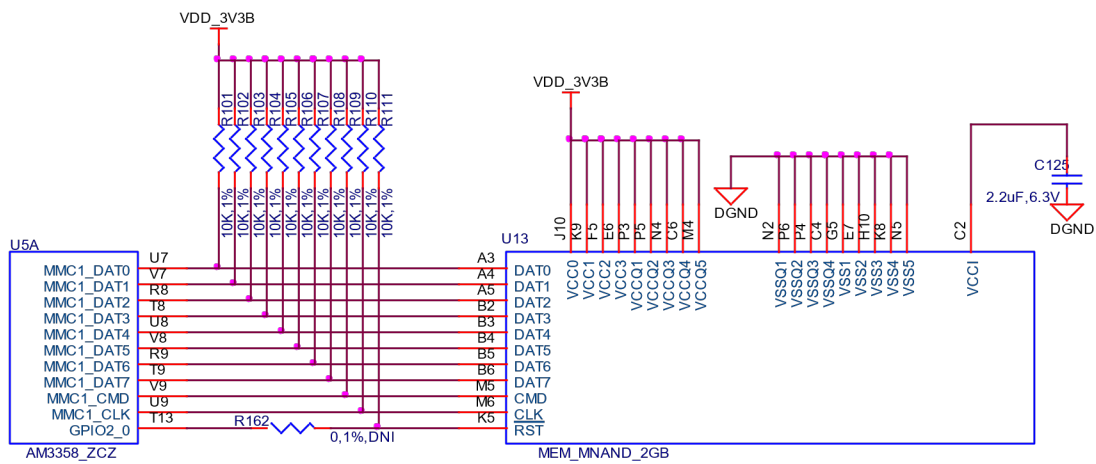 VDD_3V3B
R101
R102
R103
R104
R105
R106
R107
R108
R109
R110
R111
10K,1%
10K,1%
10K,1%
10K,1%
10K,1%
10K,1%
10K,1%
10K,1%
10K,1%
10K,1%
10K,1%
VDD_3V3B
DGND
C125
2.2uF,6.3V
DGND
U5A
MMC1_DAT0 U7
MMC1_DAT1 V7
MMC1_DAT2 R8
MMC1_DAT3 T8
MMC1_DAT4 U8
MMC1_DAT5 V8
MMC1_DAT6 R9
MMC1_DAT7 T9
MMC1_CMD V9
MMC1_CLK U9
GPIO2_0 T13
AM3358_ZCZ
R162
0,1%,DNI
U13
A3 DAT0
A4 DAT1
A5 DAT2
B2 DAT3
B3 DAT4
B4 DAT5
B5 DAT6
B6 DAT7
M5 CMD
M6 CLK
K5 RST
J10 VCC0
K9 VCC1
F5 VCC2
E6 VCC3
P3 VCCQ1
P5 VCCQ2
N4 VCCQ3
C6 VCCQ4
M4 VCCQ5
N2 VSSQ1
P6 VSSQ2
P4 VSSQ3
C4 VSSQ4
G5 VSS1
E7 VSS2
H10 VSS3
K8 VSS4
N5 VSS5
C2 VCCI
MEM_MNAND_2GB